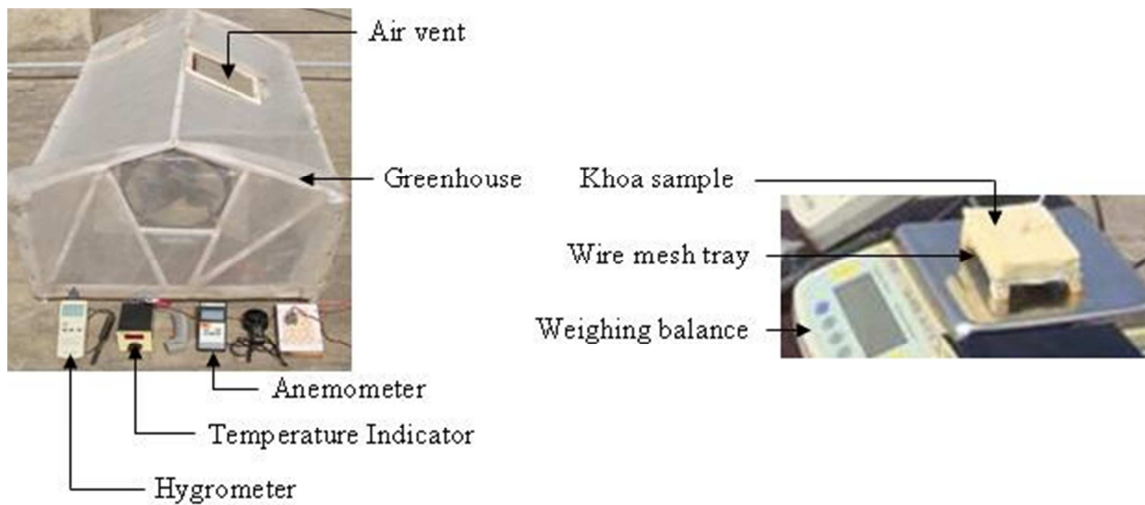 Air vent
Greenhouse
Khoa sample
Wire mesh tray
Weighing balance
Anemometer
Temperature Indicator
Hygrometer